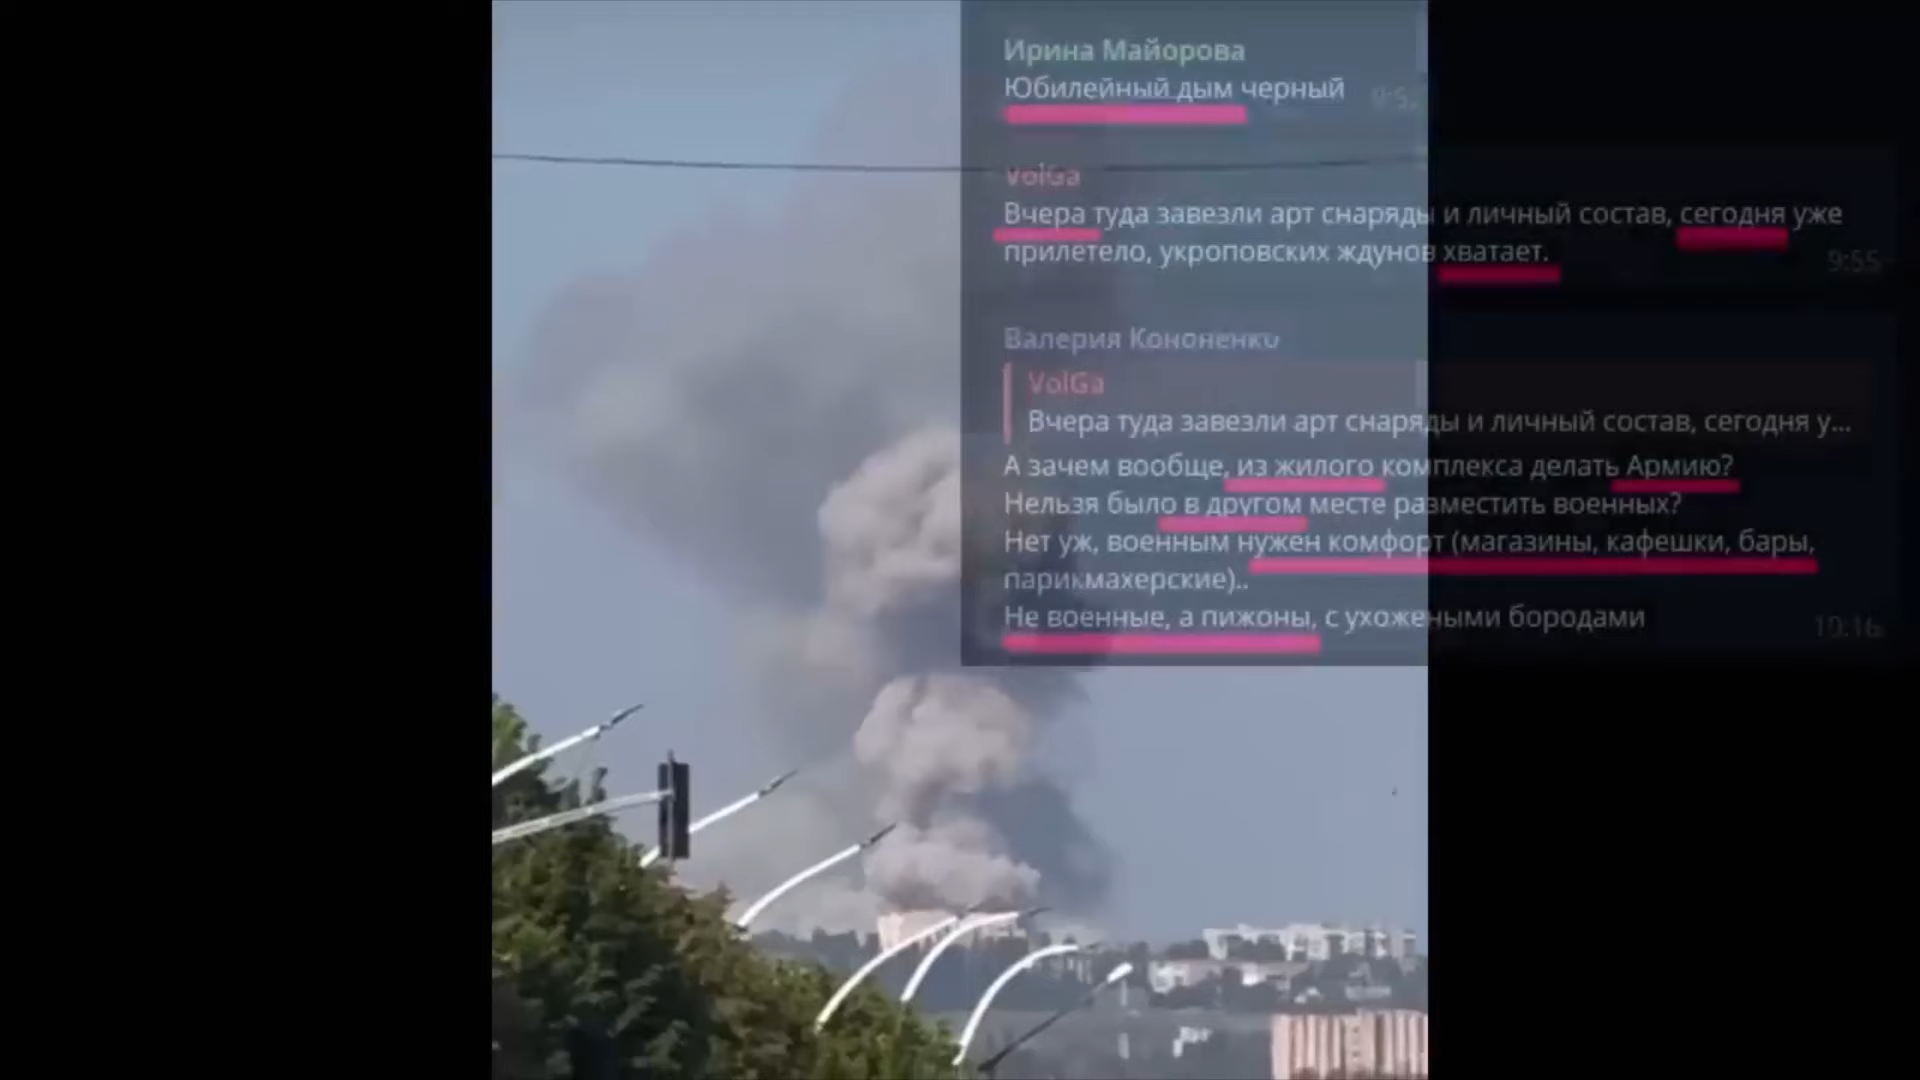 Ирина Майорова
Юбилейный дым черный
VolGa
Вчера туда завезли арт снаряды и личный состав, сегодня уже
прилетело, укроповских ждунов хватает.
9:55
Валерия Кононенко
VolGa
Вчера туда завезли арт снаряды и личный состав, сегодня у...
А зачем вообще, из жилого комплекса делать Армию?
Нельзя было в другом месте разместить военных?
Нет уж, военным нужен комфорт (магазины, кафешки, бары,
парикмахерские)..
Не военные, а пижоны, с ухожеными бородами
10:16